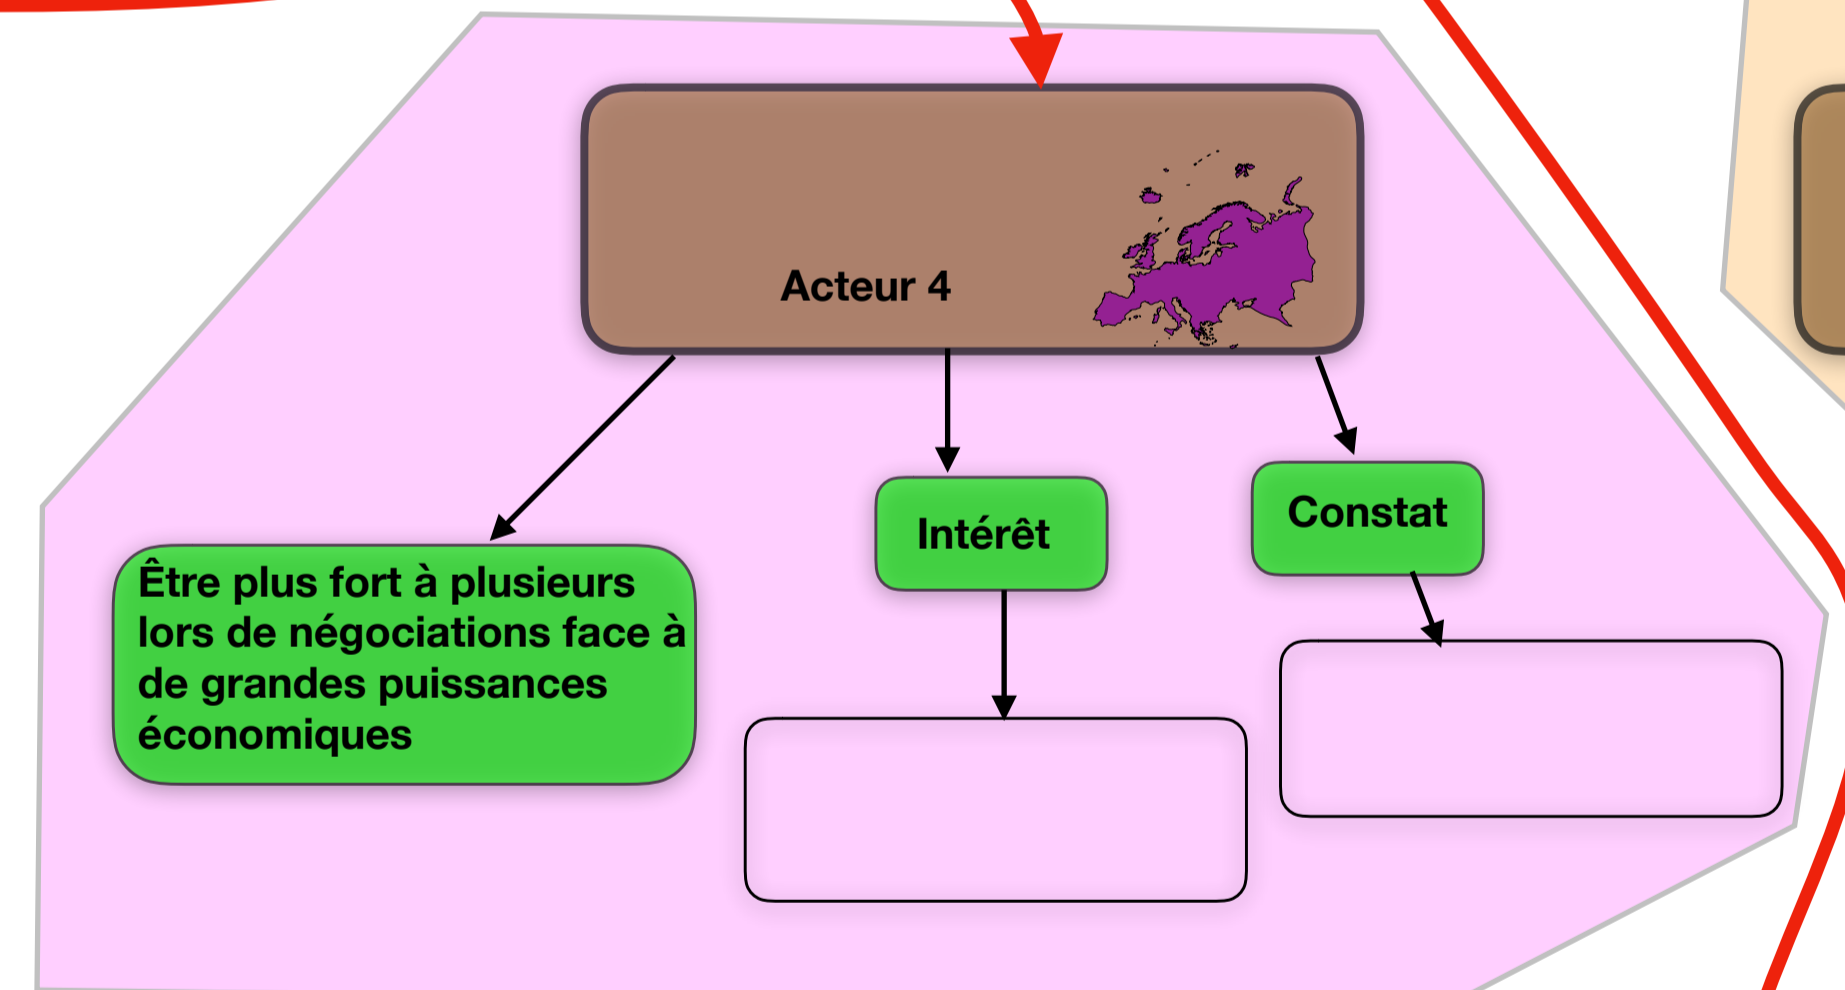 Acteur 4
Être plus fort à plusieurs
lors de négociations face à
de grandes puissances
économiques
Intérêt
Constat